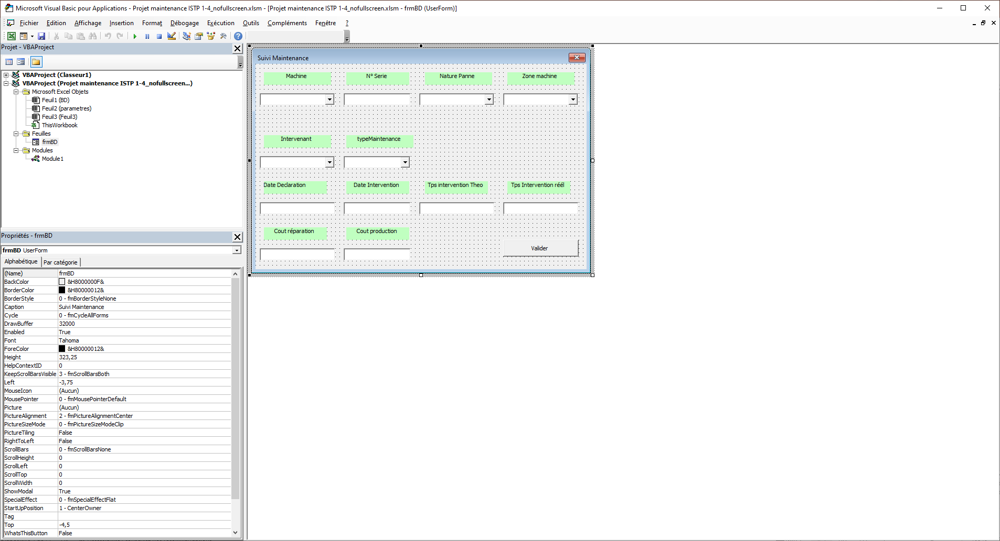 Microsoft Visual Basic pour Applications - Projet maintenance ISTP 1-4_nofullscreen.xlsm - [Projet maintenance ISTP 1-4_nofullscreen.xlsm - frmBD (UserForm)]
Fichier Edition Affichage Insertion Format Débogage Exécution Outils Compléments Fenêtre ?
Projet - VBAProject
VBAProject (Classeur1)
VBAProject (Projet maintenance ISTP 1-4_nofullscreen...)
Microsoft Excel Objets
Feuil1 (BD)
Feuil2 (parametres)
Feuil3 (Feuil3)
ThisWorkbook
Feuilles
frmBD
Modules
Module1
Propriétés - frmBD
frmBD UserForm
Alphabétique Par catégorie
(Name) frmBD
BackColor &H8000000F&
BorderColor &H80000012&
BorderStyle 0 - fmBorderStyleNone
Caption Suivi Maintenance
Cycle 0 - fmCycleAllForms
DrawBuffer 32000
Enabled True
Font Tahoma
ForeColor &H80000012&
Height 323,25
HelpContextID 0
KeepScrollBarsVisible 3 - fmScrollBarsBoth
Left -3,75
MouseIcon (Aucun)
MousePointer 0 - fmMousePointerDefault
Picture (Aucun)
PictureAlignment 2 - fmPictureAlignmentCenter
PictureSizeMode 0 - fmPictureSizeModeClip
PictureTiling False
RightToLeft False
ScrollBars 0 - fmScrollBarsNone
ScrollHeight 0
ScrollLeft 0
ScrollTop 0
ScrollWidth 0
ShowModal True
SpecialEffect 0 - fmSpecialEffectFlat
StartUpPosition 1 - CenterOwner
Tag
Top -4,5
WhatsThisButton False
Suivi Maintenance
Machine N° Serie Nature Panne Zone machine
Intervenant typeMaintenance
Date Declaration Date Intervention Tps intervention Theo Tps Intervention réél
Cout réparation Cout production
Valider